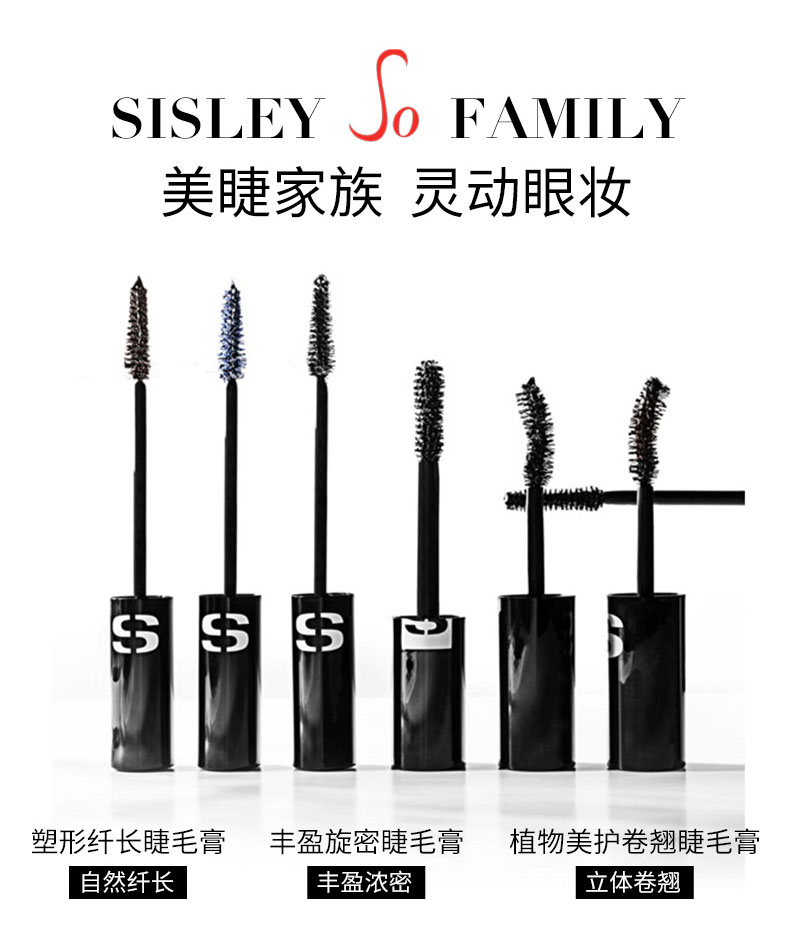 SISLEY So FAMILY
美睫家族 灵动眼妆
S S S S
塑形纤长睫毛膏 丰盈旋密睫毛膏 植物美护卷翘睫毛膏
自然纤长 丰盈浓密 立体卷翘